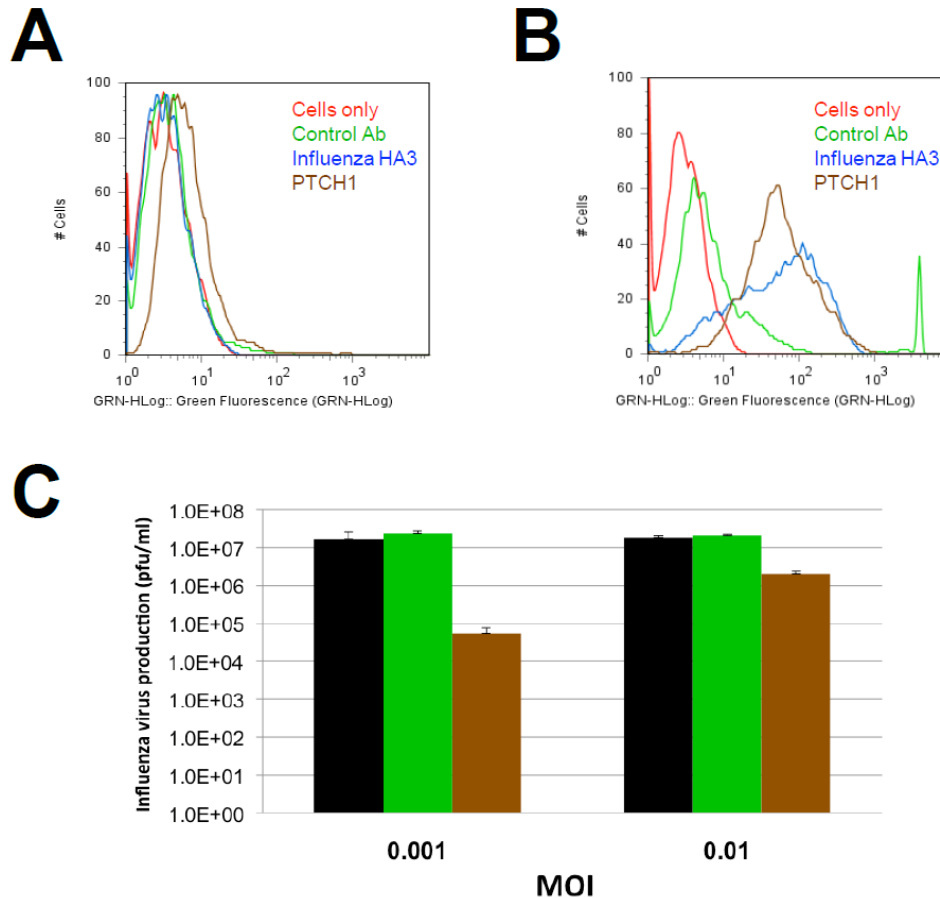 A
100
80
60
40
20
0
# Cells
Cells only
Control Ab
Influenza HA3
PTCH1
10^0
10^1
10^2
10^3
GRN-HLog:: Green Fluorescence (GRN-HLog)
B
100
80
60
40
20
0
# Cells
Cells only
Control Ab
Influenza HA3
PTCH1
10^0
10^1
10^2
10^3
GRN-HLog:: Green Fluorescence (GRN-HLog)
C
Influenza virus production (pfu/ml)
1.0E+08
1.0E+07
1.0E+06
1.0E+05
1.0E+04
1.0E+03
1.0E+02
1.0E+01
1.0E+00
0.001
0.01
MOI